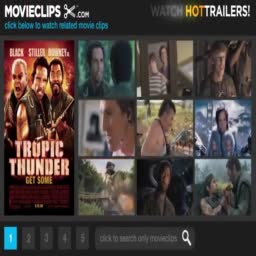 MOVIECLIPS.COM
WATCH HOTTRAILERS!
click below to watch related movie clips
BLACK STILLER DOWNEY JR
TROPIC
THUNDER
GET SOME
1 2 3 4 5 click to search only movieclips